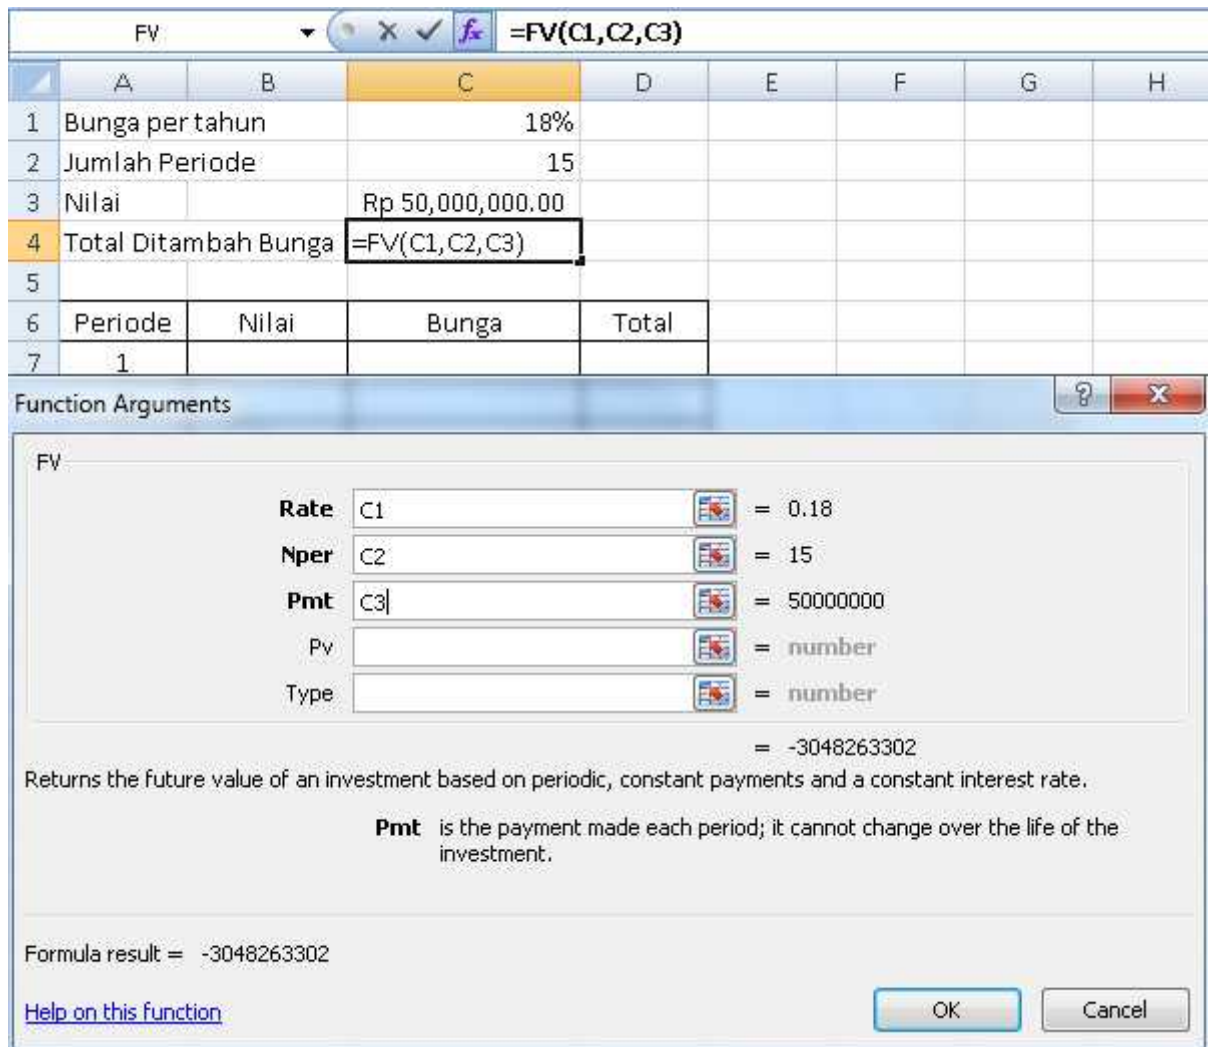 FV fx =FV(C1,C2,C3)
A B C D E F G H
1 Bunga per tahun 18%
2 Jumlah Periode 15
3 Nilai Rp 50,000,000.00
4 Total Ditambah Bunga =FV(C1,C2,C3)
5
6 Periode Nilai Bunga Total
7 1
Function Arguments
FV
Rate C1 = 0.18
Nper C2 = 15
Pmt C3 = 50000000
Pv = number
Type = number
= -3048263302
Returns the future value of an investment based on periodic, constant payments and a constant interest rate.
Pmt is the payment made each period; it cannot change over the life of the
investment.
Formula result = -3048263302
Help on this function OK Cancel